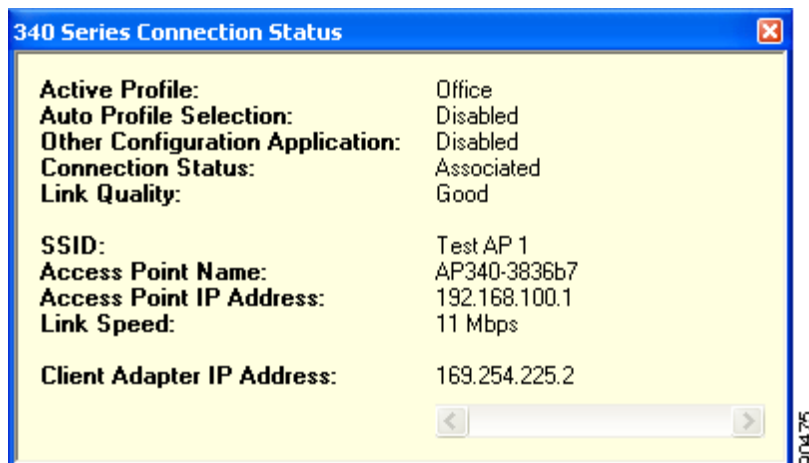 340 Series Connection Status
Active Profile: Office
Auto Profile Selection: Disabled
Other Configuration Application: Disabled
Connection Status: Associated
Link Quality: Good
SSID: Test AP 1
Access Point Name: AP340-3836b7
Access Point IP Address: 192.168.100.1
Link Speed: 11 Mbps
Client Adapter IP Address: 169.254.225.2